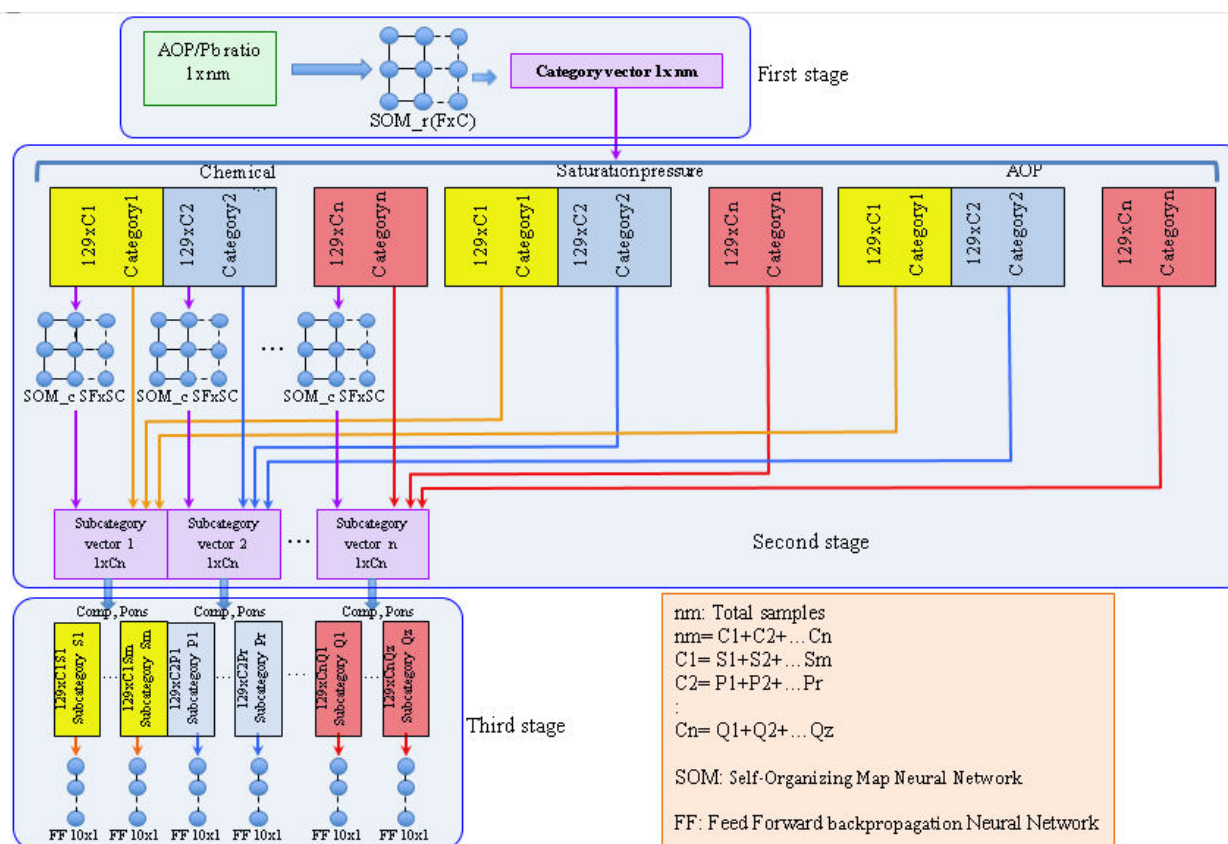 AOP/Pb ratio
1xnm
SOM_r(FxC)
Category vector 1xnm
First stage
Chemical
Saturation pressure
AOP
...
129xC1
Category1
129xC2
Category2
129xCn
Categoryn
129xC1
Category1
129xC2
Category2
129xCn
Categoryn
129xC1
Category1
129xC2
Category2
129xCn
Categoryn
SOM_c SFxSC
SOM_c SFxSC
...
SOM_c SFxSC
Subcategory
vector 1
1xCn
Subcategory
vector 2
1xCn
...
Subcategory
vector n
1xCn
Second stage
Comp, Pons
Comp, Pons
Comp, Pons
129xC1S1
Subcategory S1
...
129xC1Sm
Subcategory Sm
129xC2P1
Subcategory P1
...
129xC2Pr
Subcategory Pr
...
129xCnQ1
Subcategory Q1
...
129xCnQz
Subcategory Qz
Third stage
FF 10x1
FF 10x1
FF 10x1
FF 10x1
FF 10x1
FF 10x1
nm: Total samples
nm= C1+C2+...Cn
C1= S1+S2+...Sm
C2= P1+P2+...Pr
:
Cn= Q1+Q2+...Qz
SOM: Self-Organizing Map Neural Network
FF: Feed Forward backpropagation Neural Network